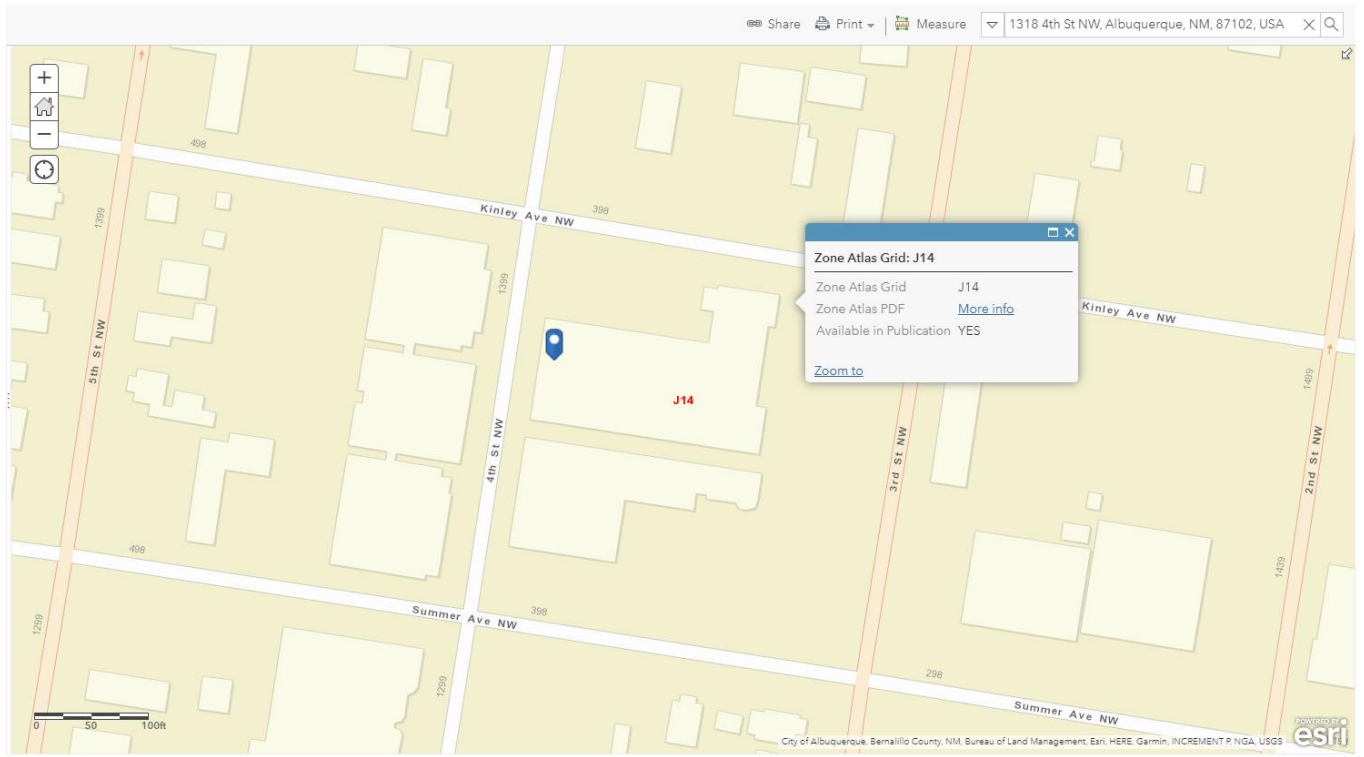 Share Print Measure 1318 4th St NW, Albuquerque, NM, 87102, USA
498
Kinley Ave NW
398
1399
1399
Zone Atlas Grid: J14
Zone Atlas Grid J14
Zone Atlas PDF More info
Available in Publication YES
Zoom to
Kinley Ave NW
5th St NW
J14
1499
4th St NW
3rd St NW
2nd St NW
498
1439
Summer Ave NW
398
1299
1299
298
Summer Ave NW
0 50 100ft
POWERED BY
esri
City of Albuquerque, Bernalillo County, NM, Bureau of Land Management, Esri, HERE, Garmin, INCREMENT P, NGA, USGS